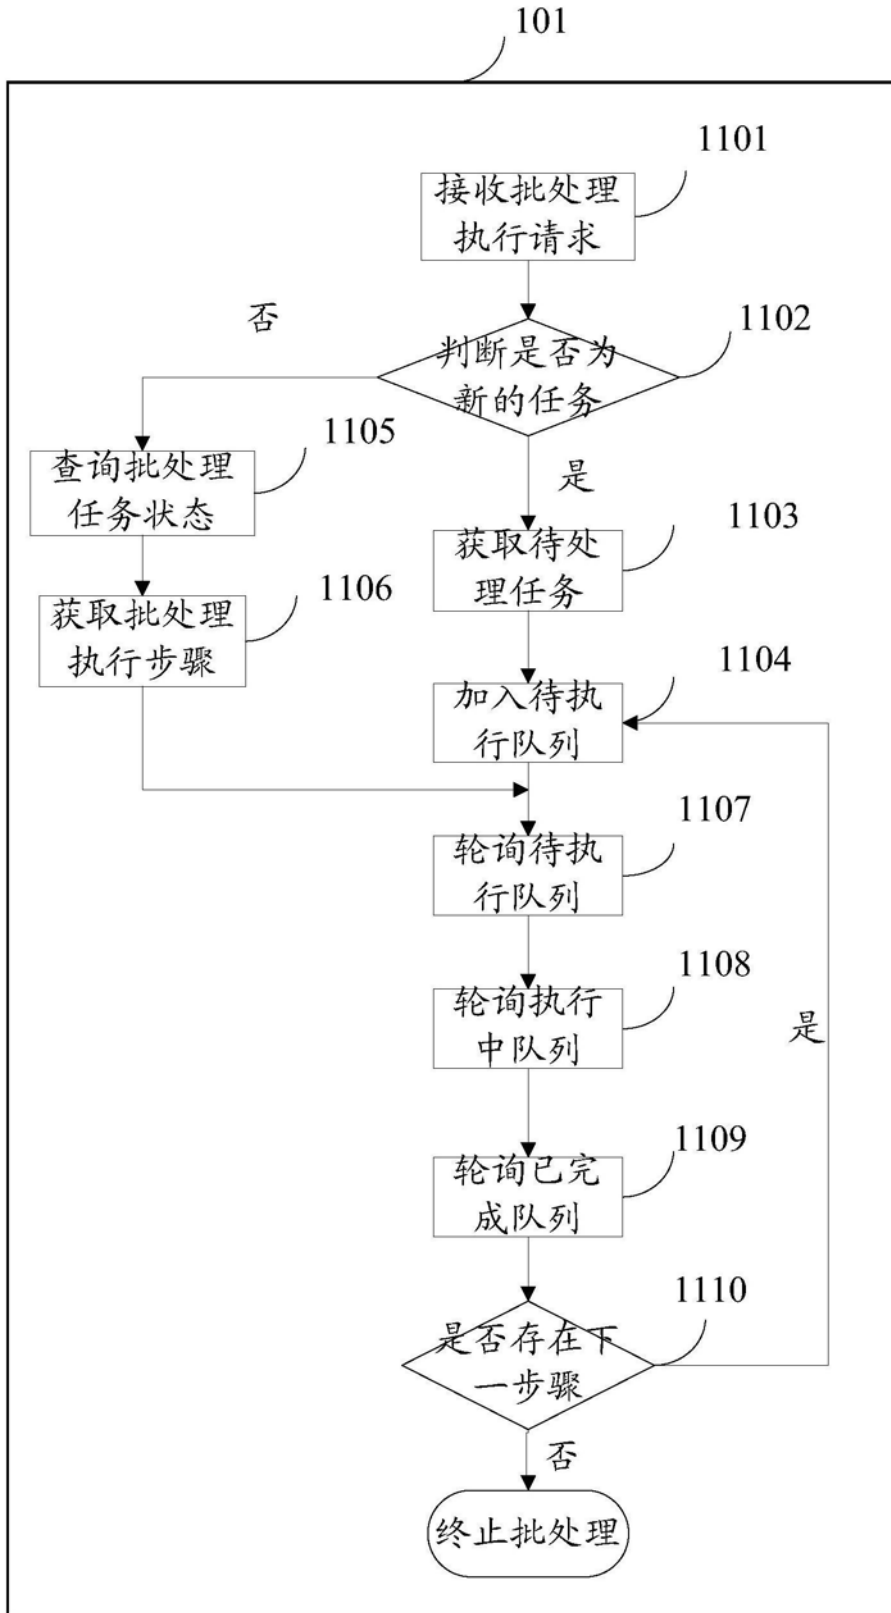 101
1101
接收批处理
执行请求
否
1102
判断是否为
新的任务
1105
查询批处理
任务状态
是
1103
获取待处
理任务
1106
获取批处理
执行步骤
1104
加入待执
行队列
1107
轮询待执
行队列
1108
轮询执行
中队列
是
1109
轮询已完
成队列
1110
是否存在下
一步骤
否
终止批处理